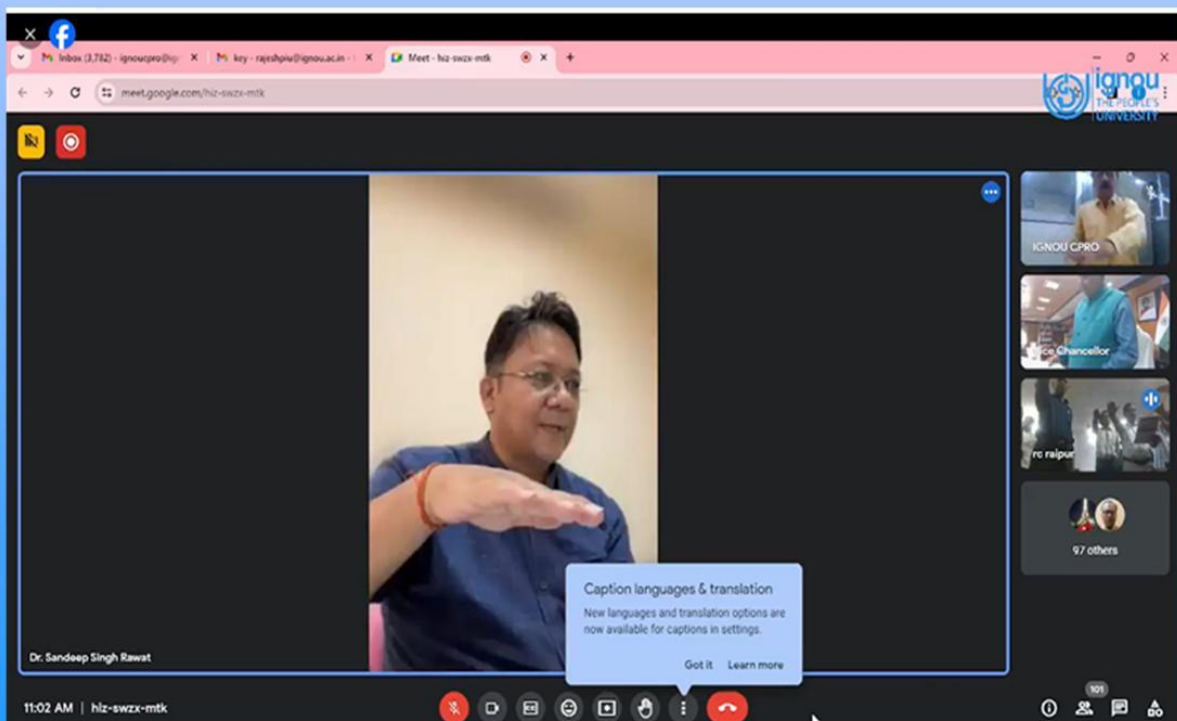 Inbox (3,782) - ignoucpro@ig
key - rajeshpiu@ignou.ac.in -
Meet - hiz-swzx-mtk
meet.google.com/hiz-swzx-mtk
ignou
THE PEOPLE'S
UNIVERSITY
IGNOU CPRO
Vice Chancellor
rc raipur
97 others
Caption languages & translation
New languages and translation options are
now available for captions in settings.
Got it Learn more
Dr. Sandeep Singh Rawat
11:02 AM | hiz-swzx-mtk
101